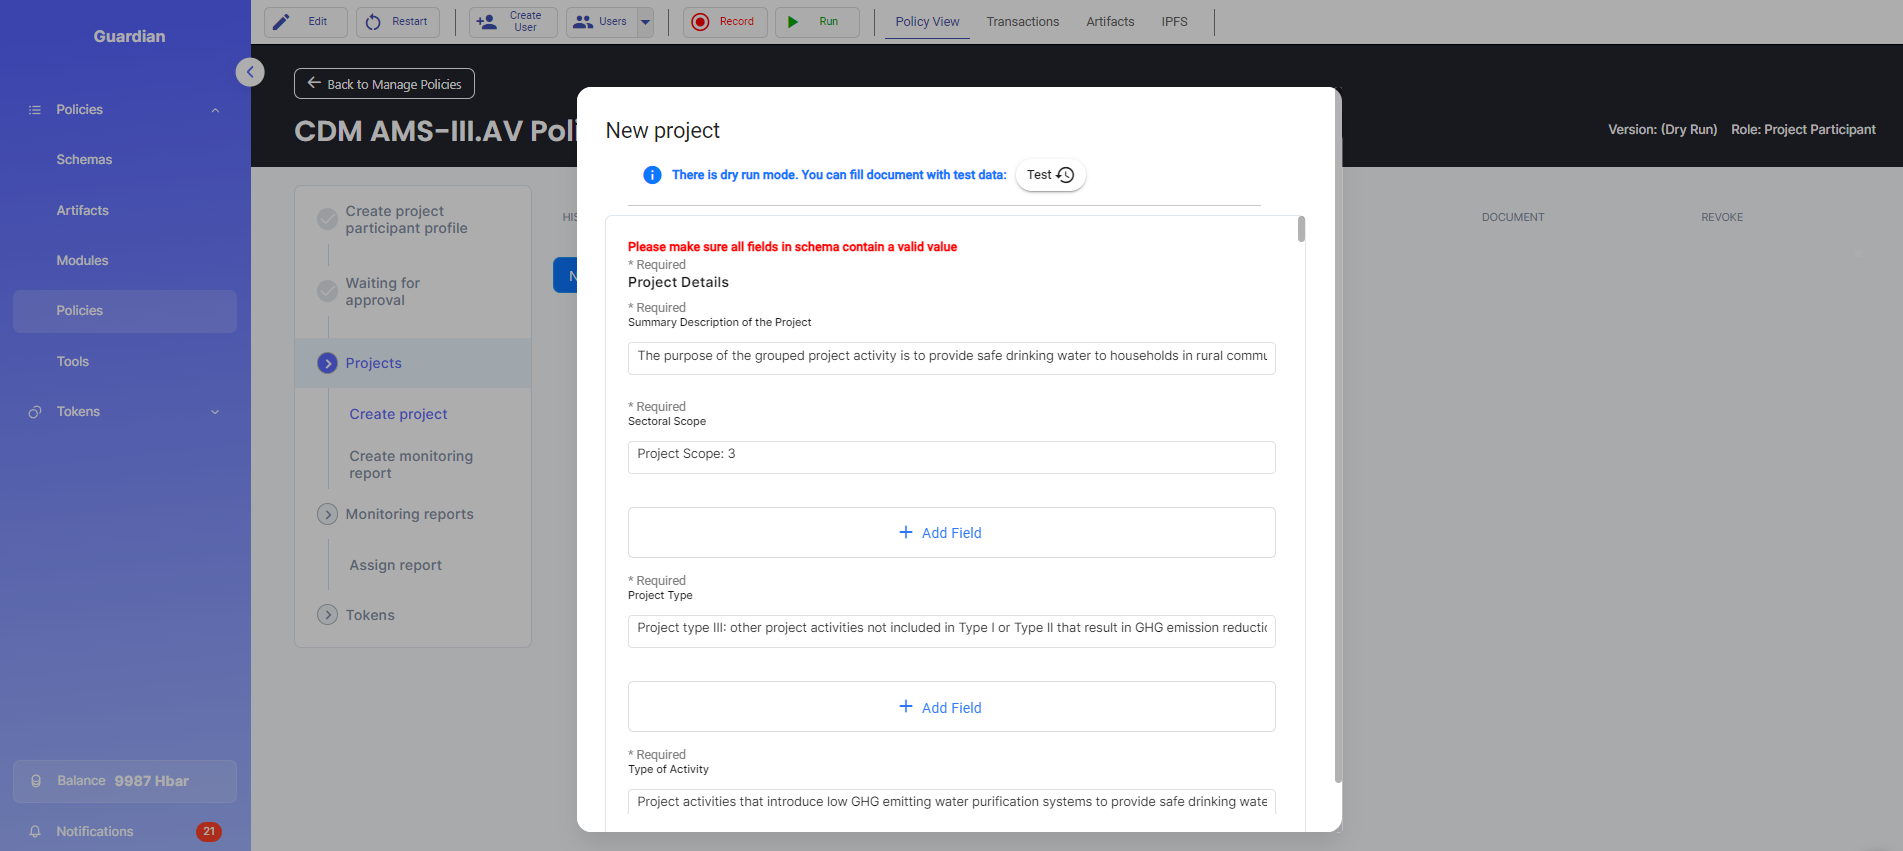 Guardian
Policies
Schemas
Artifacts
Modules
Policies
Tools
Tokens
Balance 9987 Hbar
Notifications 21
Edit
Restart
Create
User
Users
Record
Run
Policy View
Transactions
Artifacts
IPFS
Back to Manage Policies
CDM AMS-III.AV Poli
Version: (Dry Run) Role: Project Participant
Create project
participant profile
Waiting for
approval
Projects
Create project
Create monitoring
report
Monitoring reports
Assign report
Tokens
HIS
N
DOCUMENT
REVOKE
New project
There is dry run mode. You can fill document with test data:
Test
Please make sure all fields in schema contain a valid value
* Required
Project Details
* Required
Summary Description of the Project
The purpose of the grouped project activity is to provide safe drinking water to households in rural commu
* Required
Sectoral Scope
Project Scope: 3
Add Field
* Required
Project Type
Project type III: other project activities not included in Type I or Type II that result in GHG emission reductio
Add Field
* Required
Type of Activity
Project activities that introduce low GHG emitting water purification systems to provide safe drinking wate